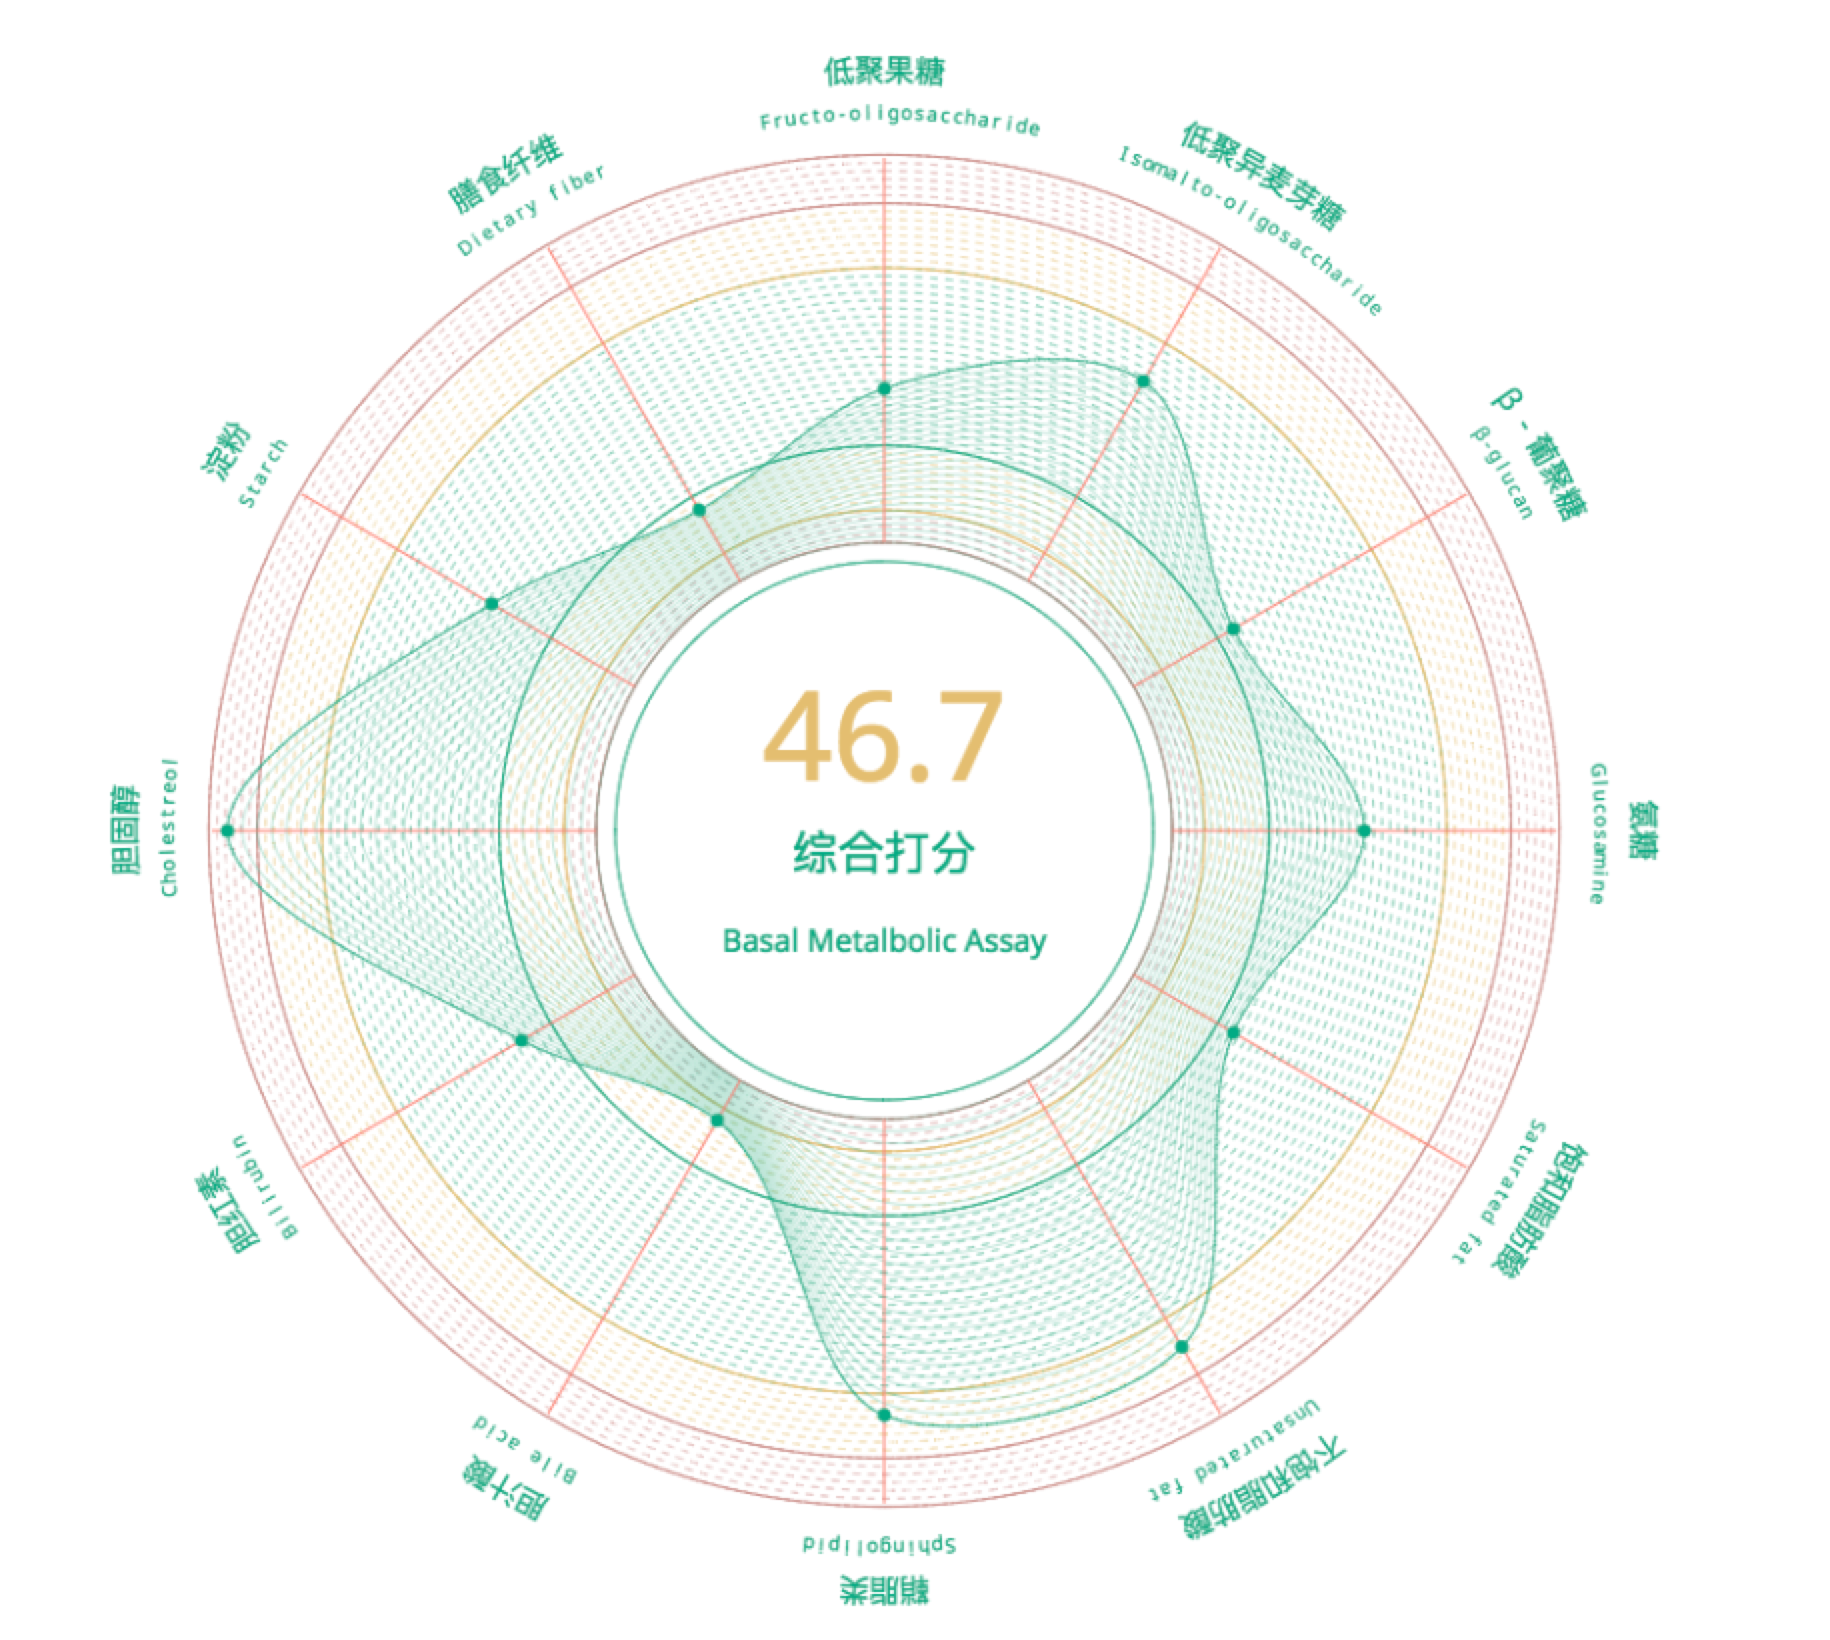 低聚果糖
Fructo-oligosaccharide
低聚异麦芽糖
Isomalto-oligosaccharide
β - 葡聚糖
β-glucan
氨糖
Glucosamine
饱和脂肪酸
Saturated fat
不饱和脂肪酸
Unsaturated fat
鞘脂类
Sphingolipid
胆汁酸
Bile acid
胆红素
Bilirubin
胆固醇
Cholestreol
淀粉
Starch
膳食纤维
Dietary fiber
46.7
综合打分
Basal Metalbolic Assay